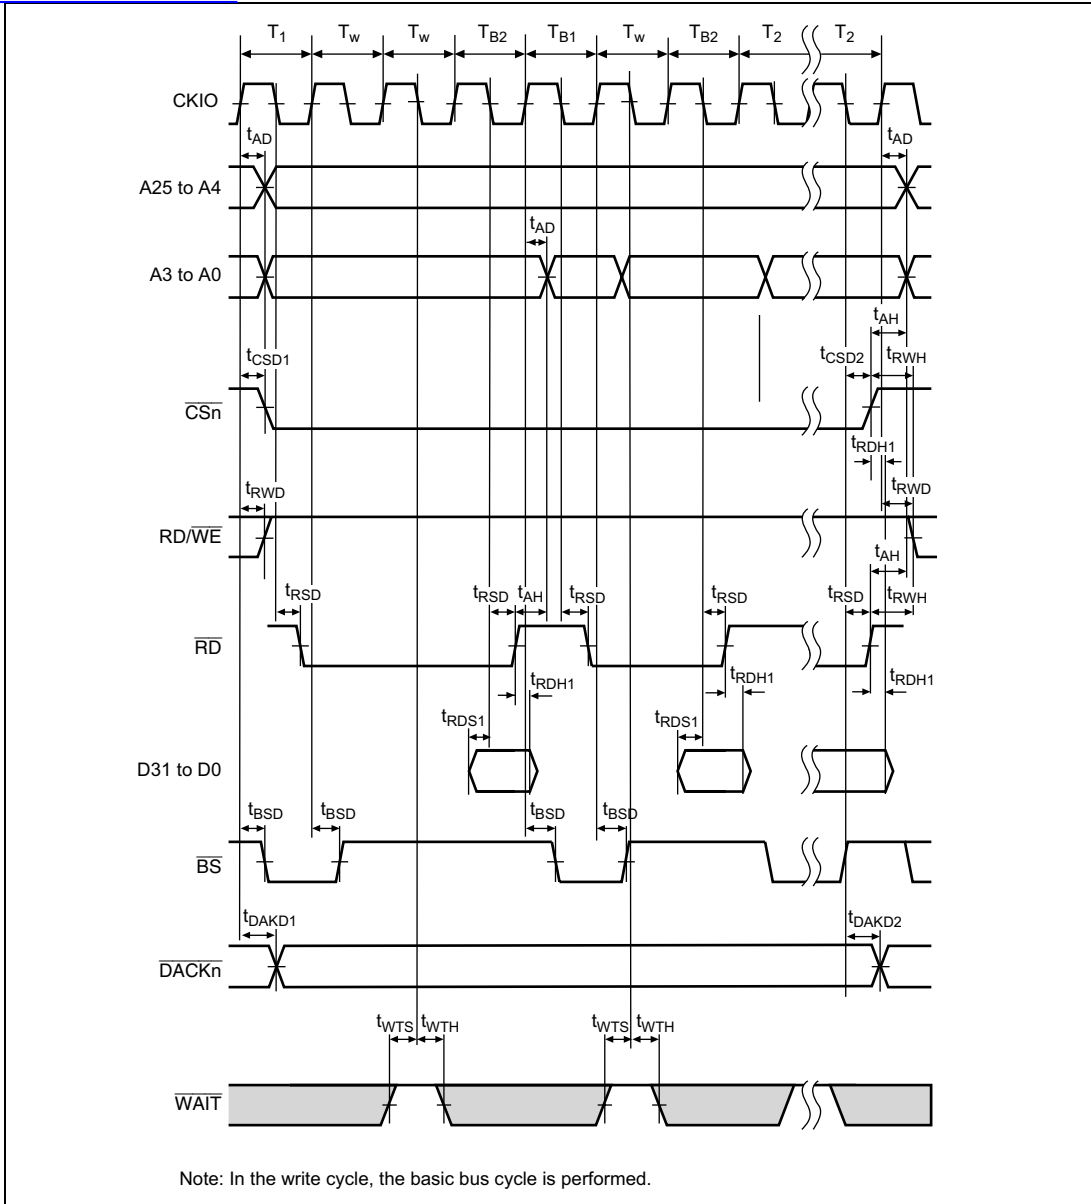 T1 Tw Tw TB2 TB1 Tw TB2 T2 T2
CKIO
tAD tAD
A25 to A4
tAD
A3 to A0
tAH
tCSD1 tCSD2 tRWH
CSn
tRDH1
tRWD tRWD
RD/WE
tAH
tRSD tRSD tAH tRSD tRSD tRSD tRWH
RD
tRDH1 tRDH1 tRDH1
tRDS1 tRDS1
D31 to D0
tBSD tBSD tBSD tBSD
BS
tDAKD1 tDAKD2
DACKn
tWTS tWTH tWTS tWTH
WAIT
Note: In the write cycle, the basic bus cycle is performed.